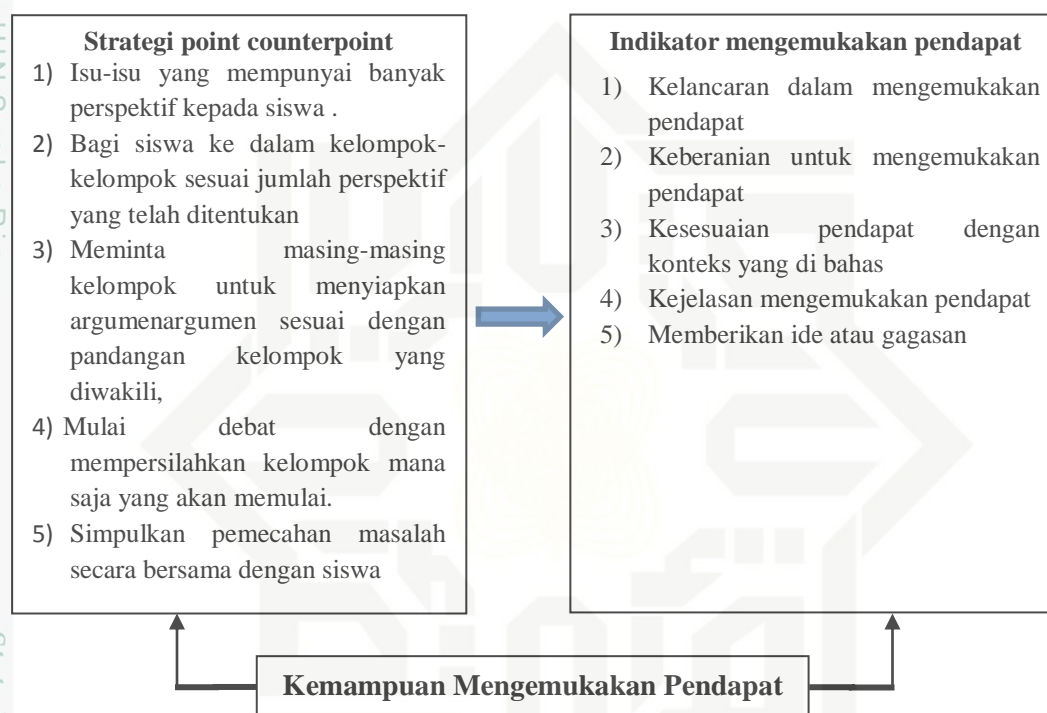 Strategi point counterpoint
1) Isu-isu yang mempunyai banyak
perspektif kepada siswa .
2) Bagi siswa ke dalam kelompok-
kelompok sesuai jumlah perspektif
yang telah ditentukan
3) Meminta masing-masing
kelompok untuk menyiapkan
argumenargumen sesuai dengan
pandangan kelompok yang
diwakili,
4) Mulai debat dengan
mempersilahkan kelompok mana
saja yang akan memulai.
5) Simpulkan pemecahan masalah
secara bersama dengan siswa
Indikator mengemukakan pendapat
1) Kelancaran dalam mengemukakan
pendapat
2) Keberanian untuk mengemukakan
pendapat
3) Kesesuaian pendapat dengan
konteks yang di bahas
4) Kejelasan mengemukakan pendapat
5) Memberikan ide atau gagasan
Kemampuan Mengemukakan Pendapat